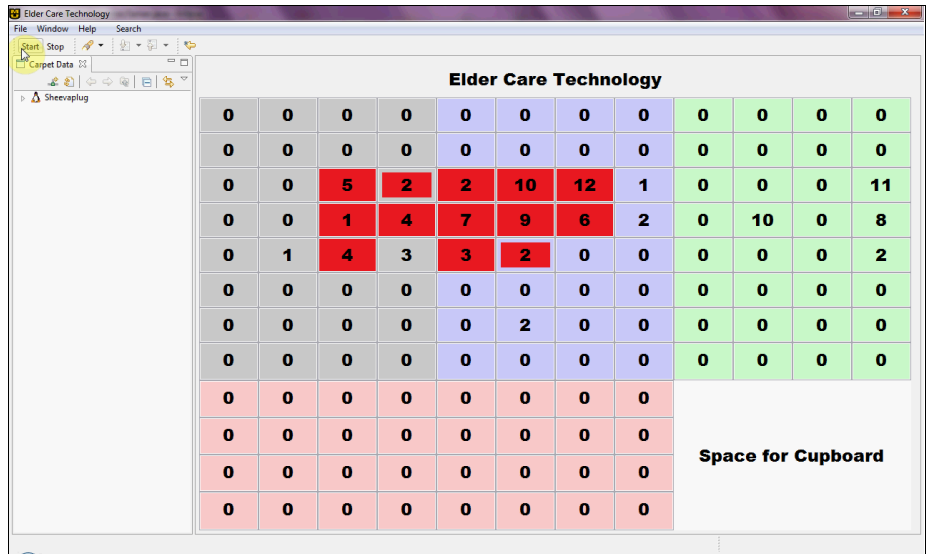 Elder Care Technology
File Window Help Search
Start Stop
Carpet Data
Sheevaplug
Elder Care Technology
0 0 0 0 0 0 0 0 0 0 0 0
0 0 0 0 0 0 0 0 0 0 0 0
0 0 5 2 2 10 12 1 0 0 0 11
0 0 1 4 7 9 6 2 0 10 0 8
0 1 4 3 3 2 0 0 0 0 0 2
0 0 0 0 0 0 0 0 0 0 0 0
0 0 0 0 0 2 0 0 0 0 0 0
0 0 0 0 0 0 0 0 0 0 0 0
0 0 0 0 0 0 0 0
0 0 0 0 0 0 0 0
Space for Cupboard
0 0 0 0 0 0 0 0
0 0 0 0 0 0 0 0